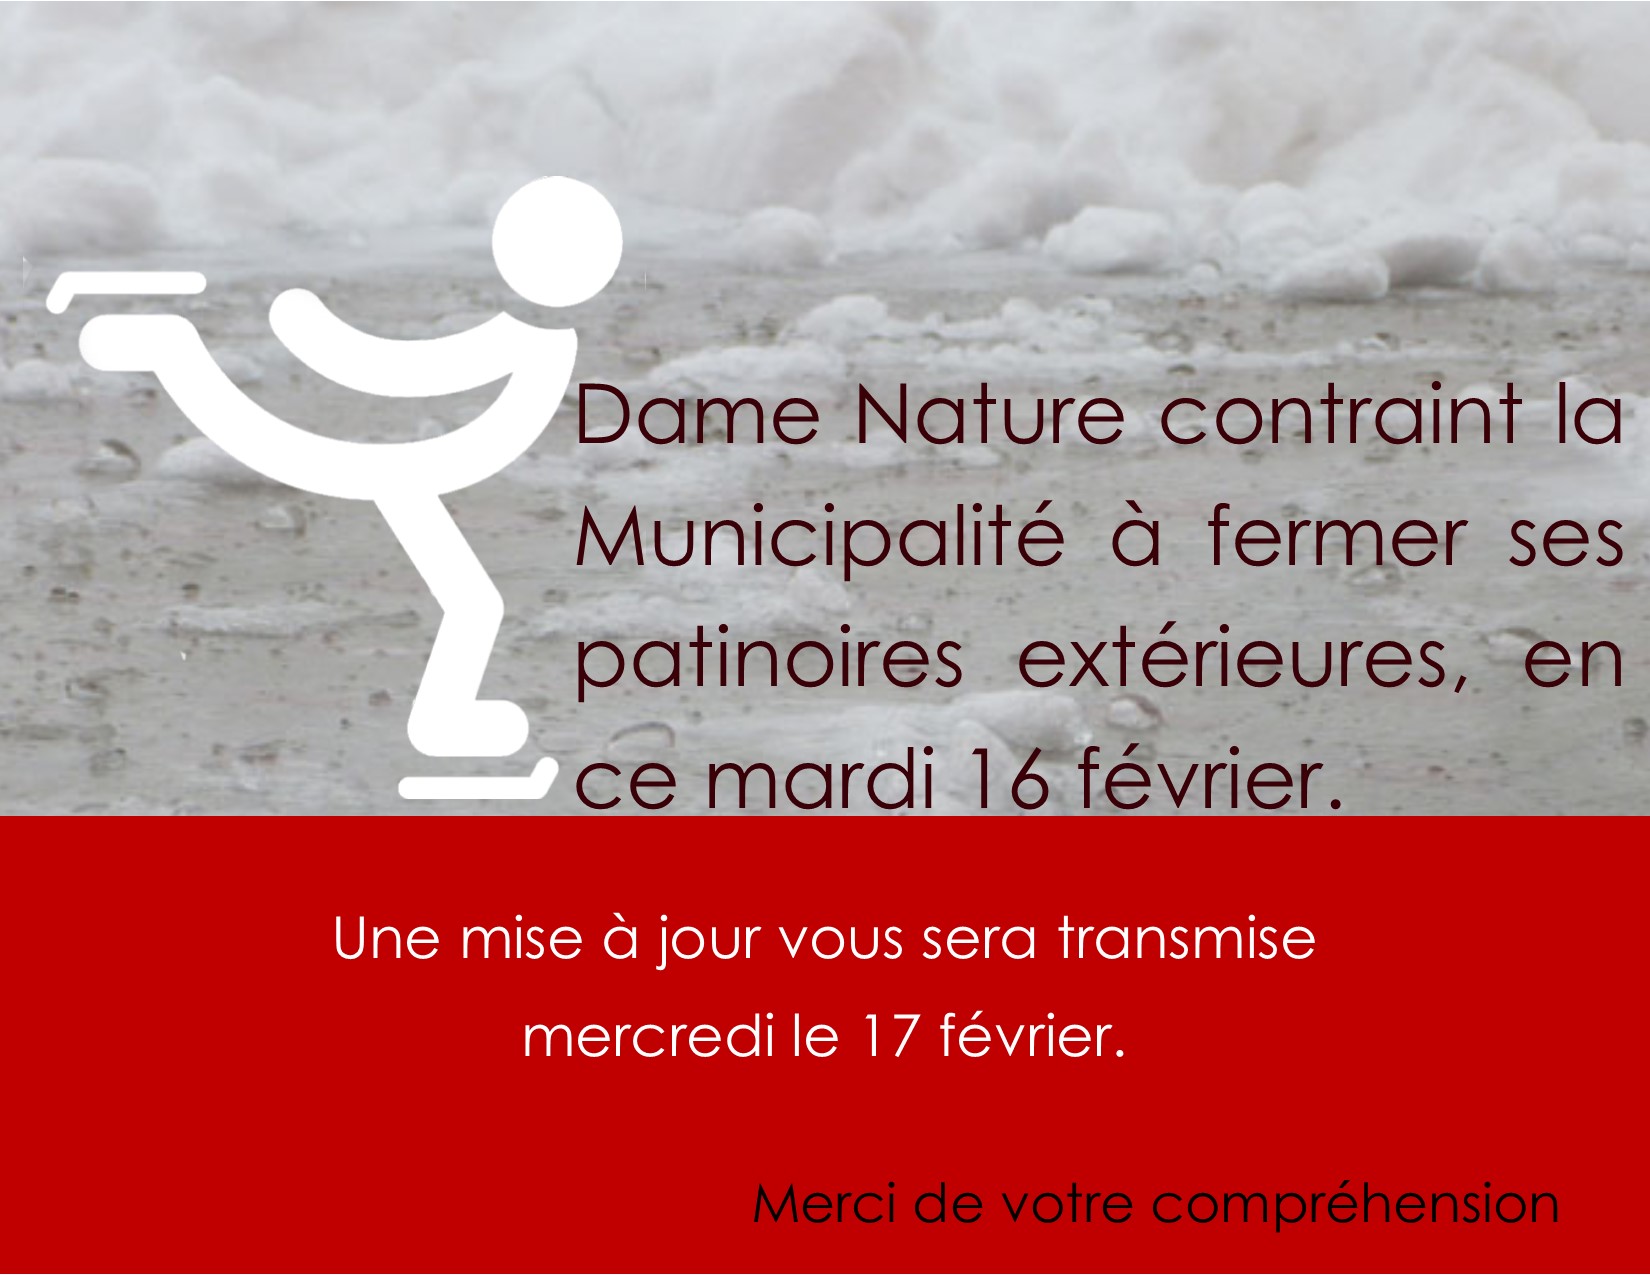 Dame Nature contraint la
Municipalité à fermer ses
patinoires extérieures, en
ce mardi 16 février.
Une mise à jour vous sera transmise
mercredi le 17 février.
Merci de votre compréhension